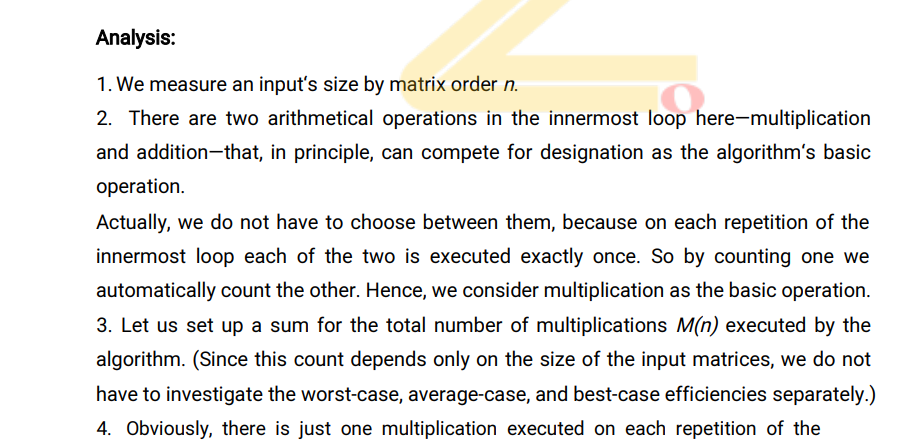 Analysis:
1. We measure an input‘s size by matrix order n.
2. There are two arithmetical operations in the innermost loop here—multiplication
and addition—that, in principle, can compete for designation as the algorithm‘s basic
operation.
Actually, we do not have to choose between them, because on each repetition of the
innermost loop each of the two is executed exactly once. So by counting one we
automatically count the other. Hence, we consider multiplication as the basic operation.
3. Let us set up a sum for the total number of multiplications M(n) executed by the
algorithm. (Since this count depends only on the size of the input matrices, we do not
have to investigate the worst-case, average-case, and best-case efficiencies separately.)
4. Obviously, there is just one multiplication executed on each repetition of the